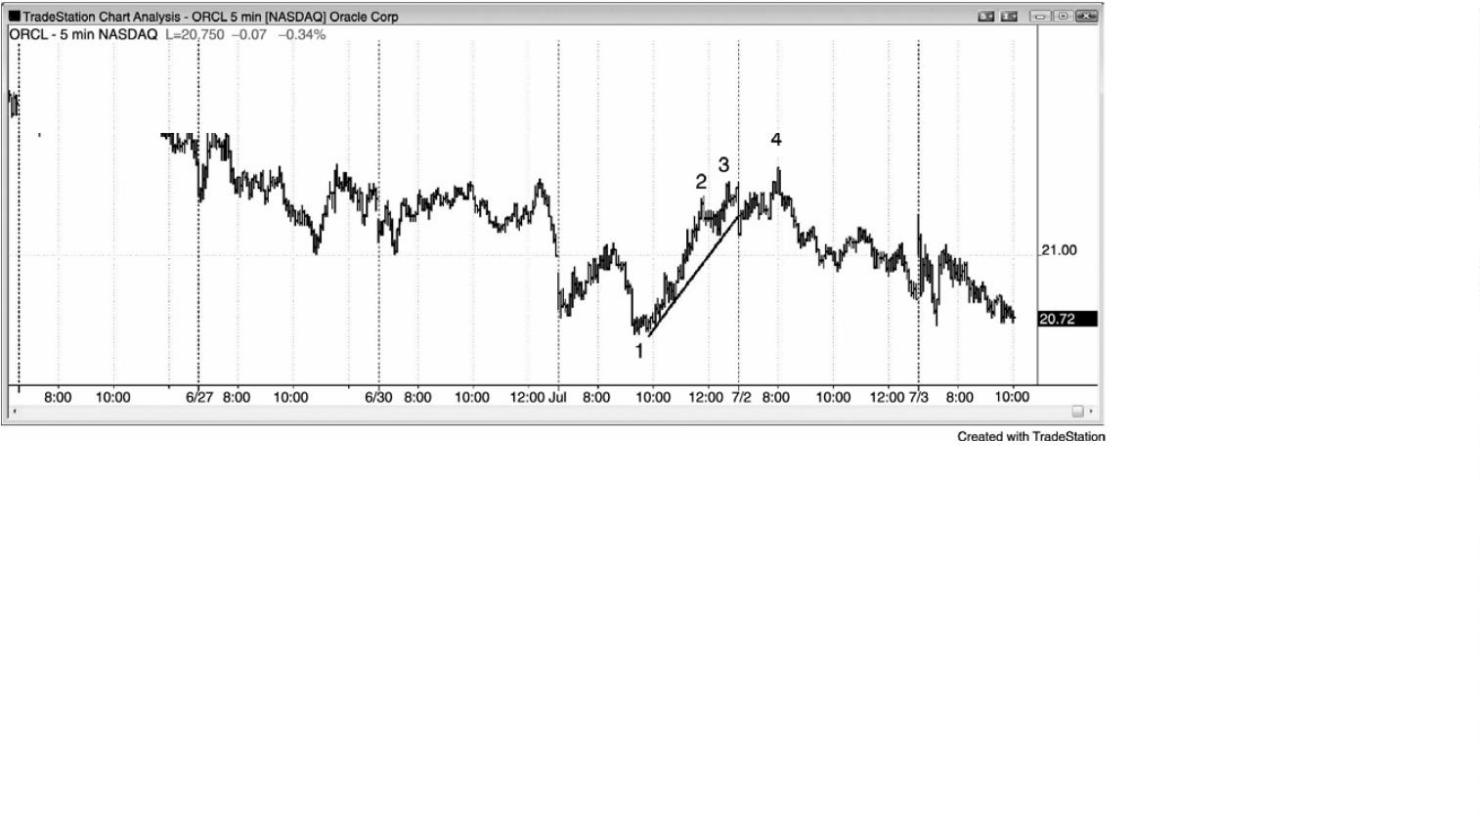 TradeStation Chart Analysis - ORCL 5 min [NASDAQ] Oracle Corp
ORCL - 5 min NASDAQ L=20.750 −0.07 −0.34%
4
3
2
21.00
20.72
1
8:00 10:00 6/27 8:00 10:00 6/30 8:00 10:00 12:00 Jul 8:00 10:00 12:00 7/2 8:00 10:00 12:00 7/3 8:00 10:00
Created with TradeStation